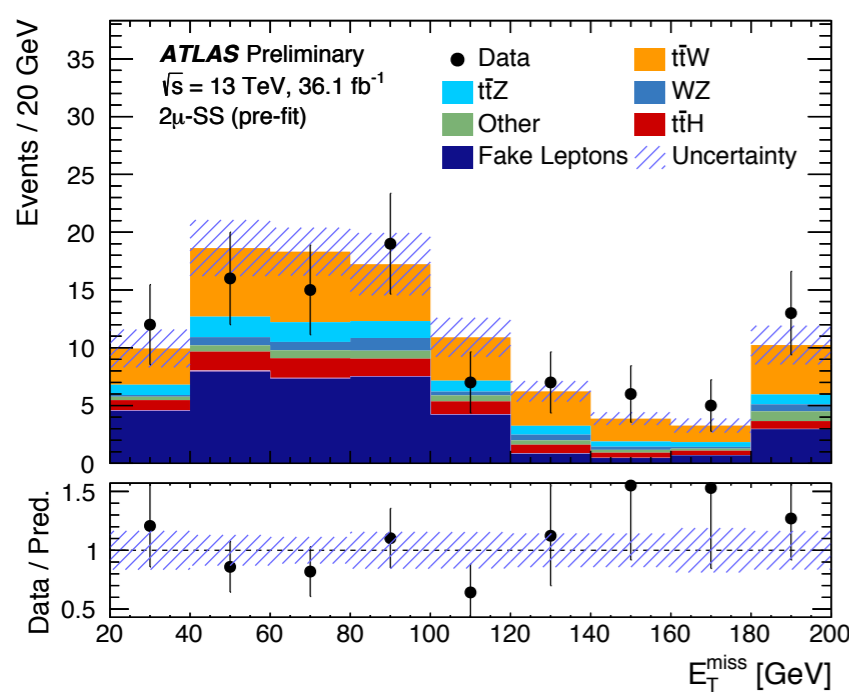 Events / 20 GeV
35
30
25
20
15
10
5
0
ATLAS Preliminary
√s = 13 TeV, 36.1 fb⁻¹
2μ-SS (pre-fit)
Data
tt̄W
tt̄Z
WZ
Other
tt̄H
Fake Leptons
Uncertainty
Data / Pred.
1.5
1
0.5
20 40 60 80 100 120 140 160 180 200
E_T^miss [GeV]